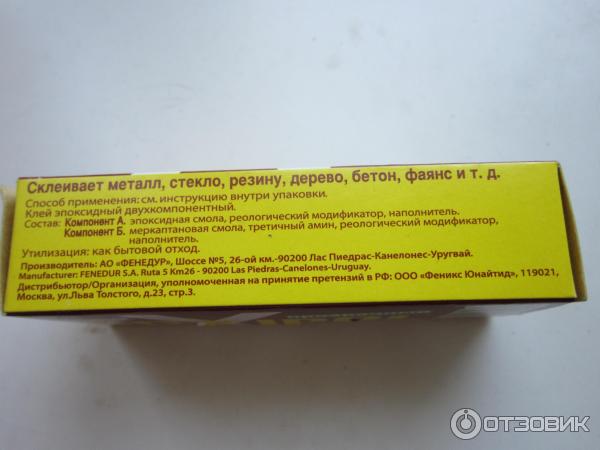 Склеивает металл, стекло, резину, дерево, бетон, фаянс и т. д.
Способ применения: см. инструкцию внутри упаковки.
Клей эпоксидный двухкомпонентный.
Состав: Компонент А. эпоксидная смола, реологический модификатор, наполнитель.
Компонент Б. меркаптановая смола, третичный амин, реологический модификатор,
наполнитель.
Утилизация: как бытовой отход.
Производитель: АО «ФЕНЕДУР», Шоссе №5, 26-ой км.-90200 Лас Пиедрас-Канелонес-Уругвай.
Manufacturer: FENEDUR S.A. Ruta 5 Km26 - 90200 Las Piedras-Canelones-Uruguay.
Дистрибьютор/Организация, уполномоченная на принятие претензий в РФ: ООО «Феникс Юнайтид», 119021,
Москва, ул.Льва Толстого, д.23, стр.3.
ОТЗОВИК